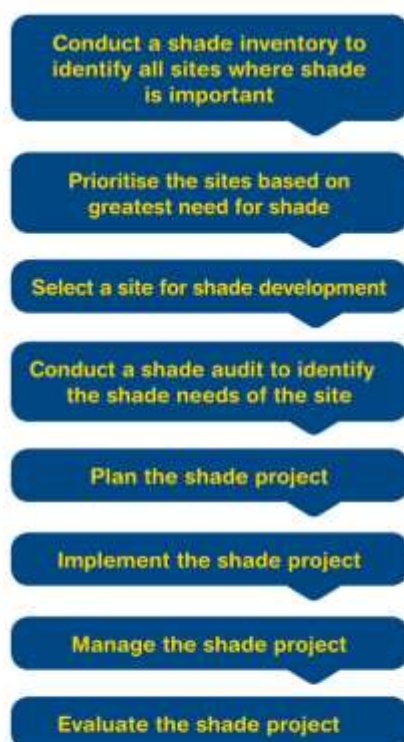 Conduct a shade inventory to
identify all sites where shade
is important
Prioritise the sites based on
greatest need for shade
Select a site for shade development
Conduct a shade audit to identify
the shade needs of the site
Plan the shade project
Implement the shade project
Manage the shade project
Evaluate the shade project